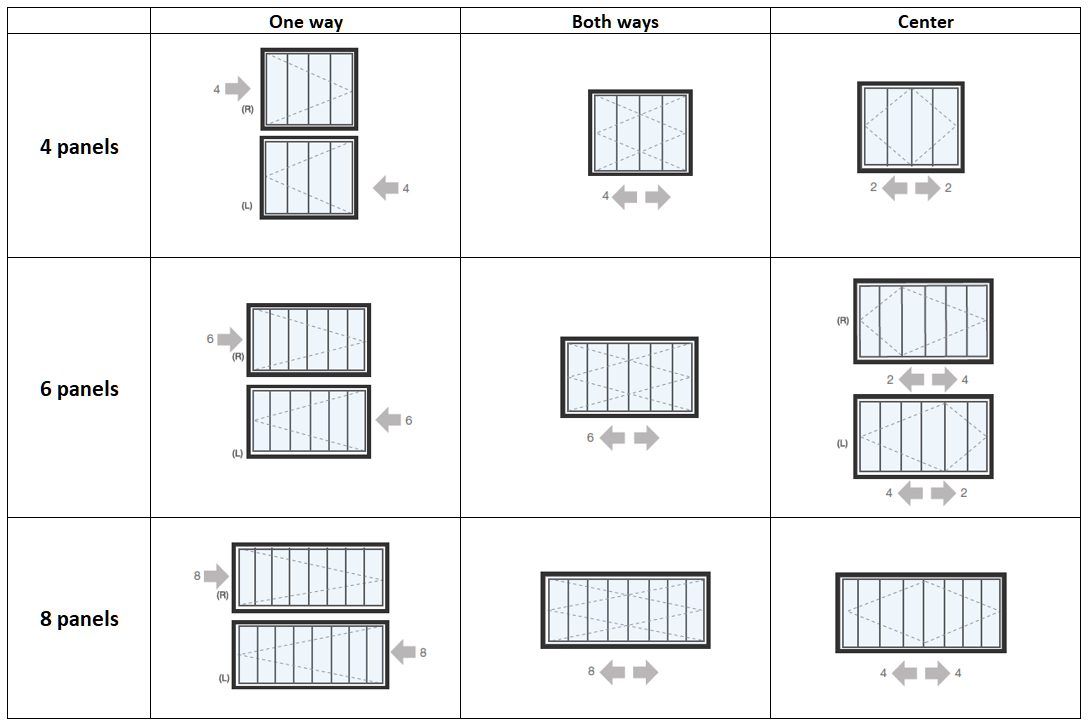 One way Both ways Center
4 panels
4
(R)
4
(L)
4
2 2
6 panels
6
(R)
6
(L)
6
(R)
2 4
(L)
4 2
8 panels
8
(R)
8
(L)
8
4 4